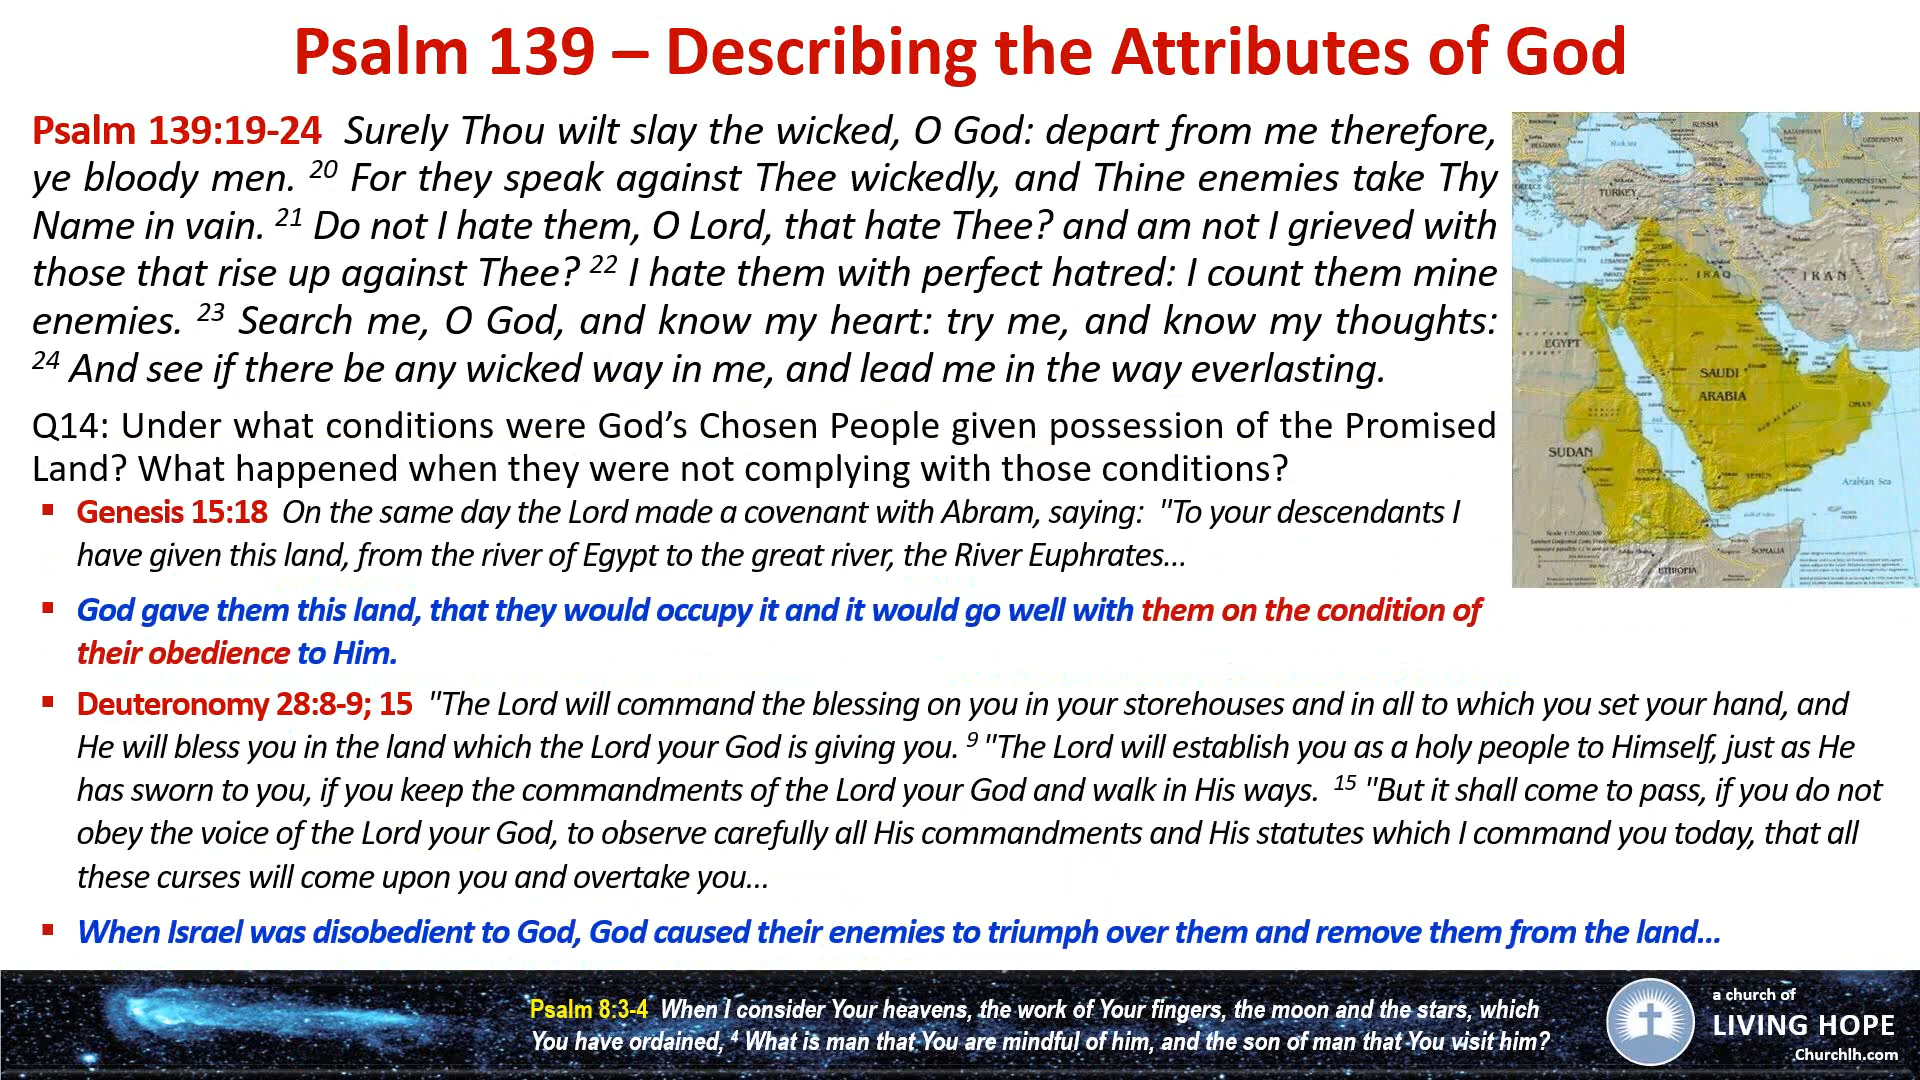 Psalm 139 – Describing the Attributes of God
Psalm 139:19-24 Surely Thou wilt slay the wicked, O God: depart from me therefore,
ye bloody men. 20 For they speak against Thee wickedly, and Thine enemies take Thy
Name in vain. 21 Do not I hate them, O Lord, that hate Thee? and am not I grieved with
those that rise up against Thee? 22 I hate them with perfect hatred: I count them mine
enemies. 23 Search me, O God, and know my heart: try me, and know my thoughts:
24 And see if there be any wicked way in me, and lead me in the way everlasting.
Q14: Under what conditions were God’s Chosen People given possession of the Promised
Land? What happened when they were not complying with those conditions?
▪ Genesis 15:18 On the same day the Lord made a covenant with Abram, saying: "To your descendants I
have given this land, from the river of Egypt to the great river, the River Euphrates...
▪ God gave them this land, that they would occupy it and it would go well with them on the condition of
their obedience to Him.
▪ Deuteronomy 28:8-9; 15 "The Lord will command the blessing on you in your storehouses and in all to which you set your hand, and
He will bless you in the land which the Lord your God is giving you. 9 "The Lord will establish you as a holy people to Himself, just as He
has sworn to you, if you keep the commandments of the Lord your God and walk in His ways. 15 "But it shall come to pass, if you do not
obey the voice of the Lord your God, to observe carefully all His commandments and His statutes which I command you today, that all
these curses will come upon you and overtake you...
▪ When Israel was disobedient to God, God caused their enemies to triumph over them and remove them from the land...
RUSSIA
TURKEY
SYRIA
IRAQ
IRAN
EGYPT
SAUDI
ARABIA
OMAN
SUDAN
YEMEN
Arabian Sea
SOMALIA
ETHIOPIA
Psalm 8:3-4 When I consider Your heavens, the work of Your fingers, the moon and the stars, which
You have ordained, 4 What is man that You are mindful of him, and the son of man that You visit him?
a church of
LIVING HOPE
Churchlh.com